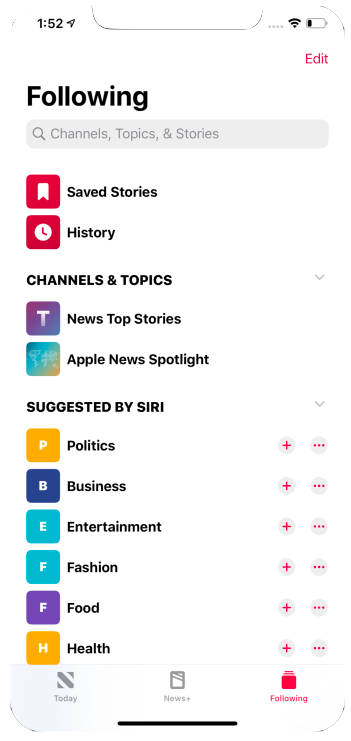 1:52
Edit
Following
Channels, Topics, & Stories
Saved Stories
History
CHANNELS & TOPICS
T News Top Stories
Apple News Spotlight
SUGGESTED BY SIRI
P Politics
B Business
E Entertainment
F Fashion
F Food
H Health
Today News+ Following